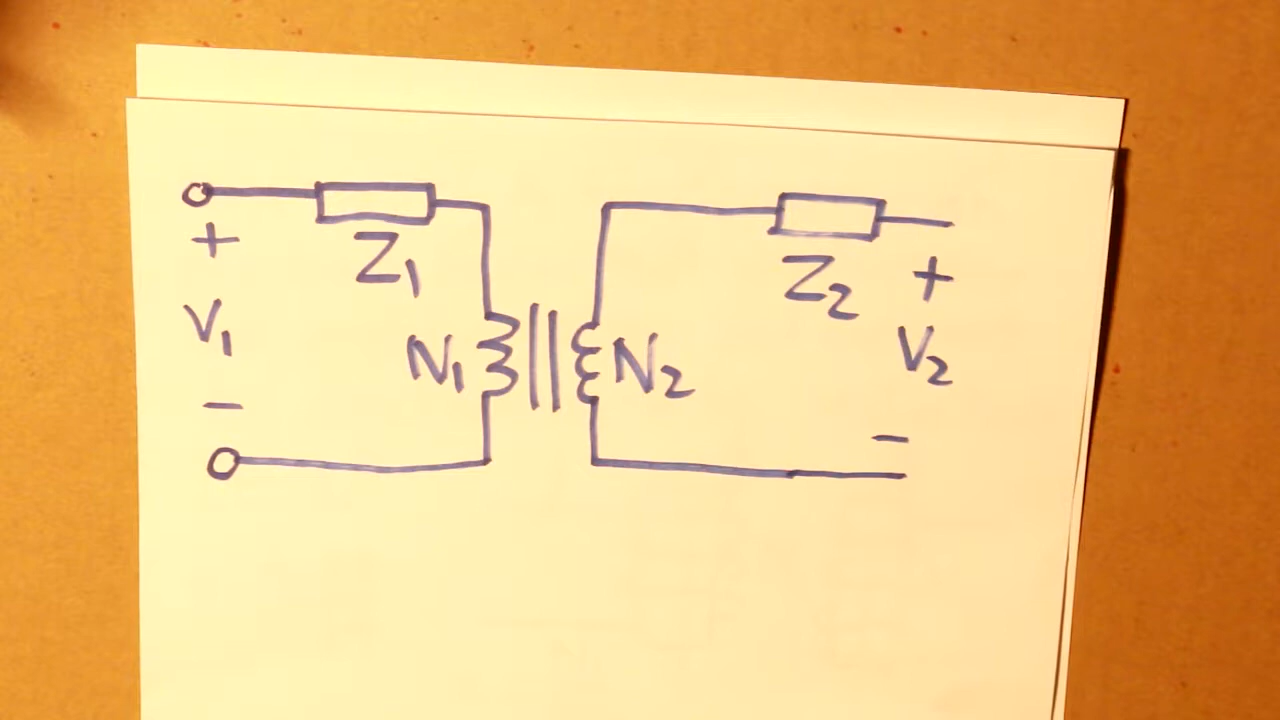 + Z₁ Z₂ +
V₁ N₁ N₂ V₂
− −